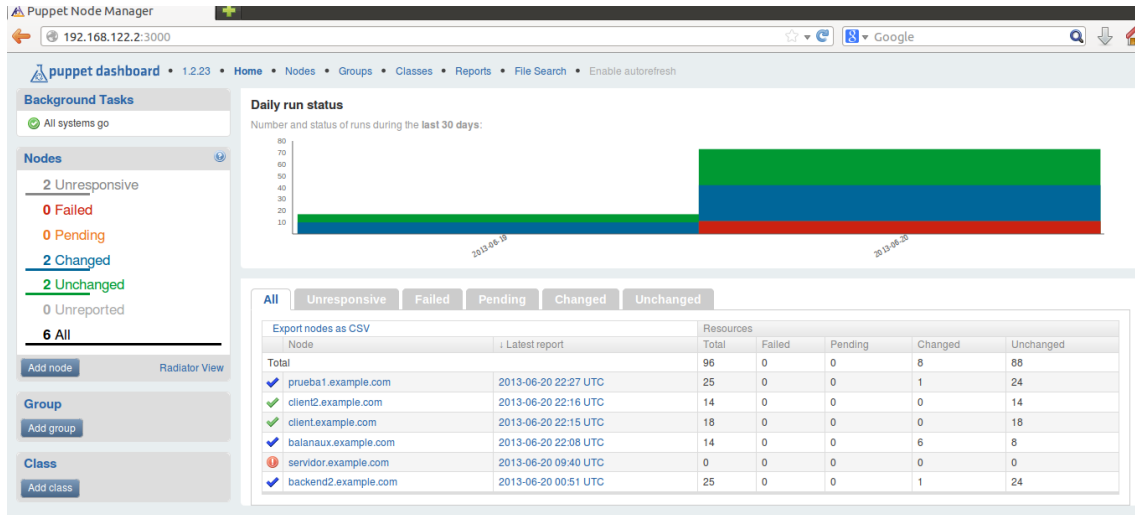 Puppet Node Manager
192.168.122.2:3000
Google
puppet dashboard • 1.2.23 • Home • Nodes • Groups • Classes • Reports • File Search • Enable autorefresh
Background Tasks
All systems go
Nodes
2 Unresponsive
0 Failed
0 Pending
2 Changed
2 Unchanged
0 Unreported
6 All
Add node Radiator View
Group
Add group
Class
Add class
Daily run status
Number and status of runs during the last 30 days:
80
70
60
50
40
30
20
10
2013-06-19 2013-06-20
All Unresponsive Failed Pending Changed Unchanged
Export nodes as CSV Resources
Node ↓ Latest report Total Failed Pending Changed Unchanged
Total 96 0 0 8 88
prueba1.example.com 2013-06-20 22:27 UTC 25 0 0 1 24
client2.example.com 2013-06-20 22:16 UTC 14 0 0 0 14
client.example.com 2013-06-20 22:15 UTC 18 0 0 0 18
balanaux.example.com 2013-06-20 22:08 UTC 14 0 0 6 8
servidor.example.com 2013-06-20 09:40 UTC 0 0 0 0 0
backend2.example.com 2013-06-20 00:51 UTC 25 0 0 1 24